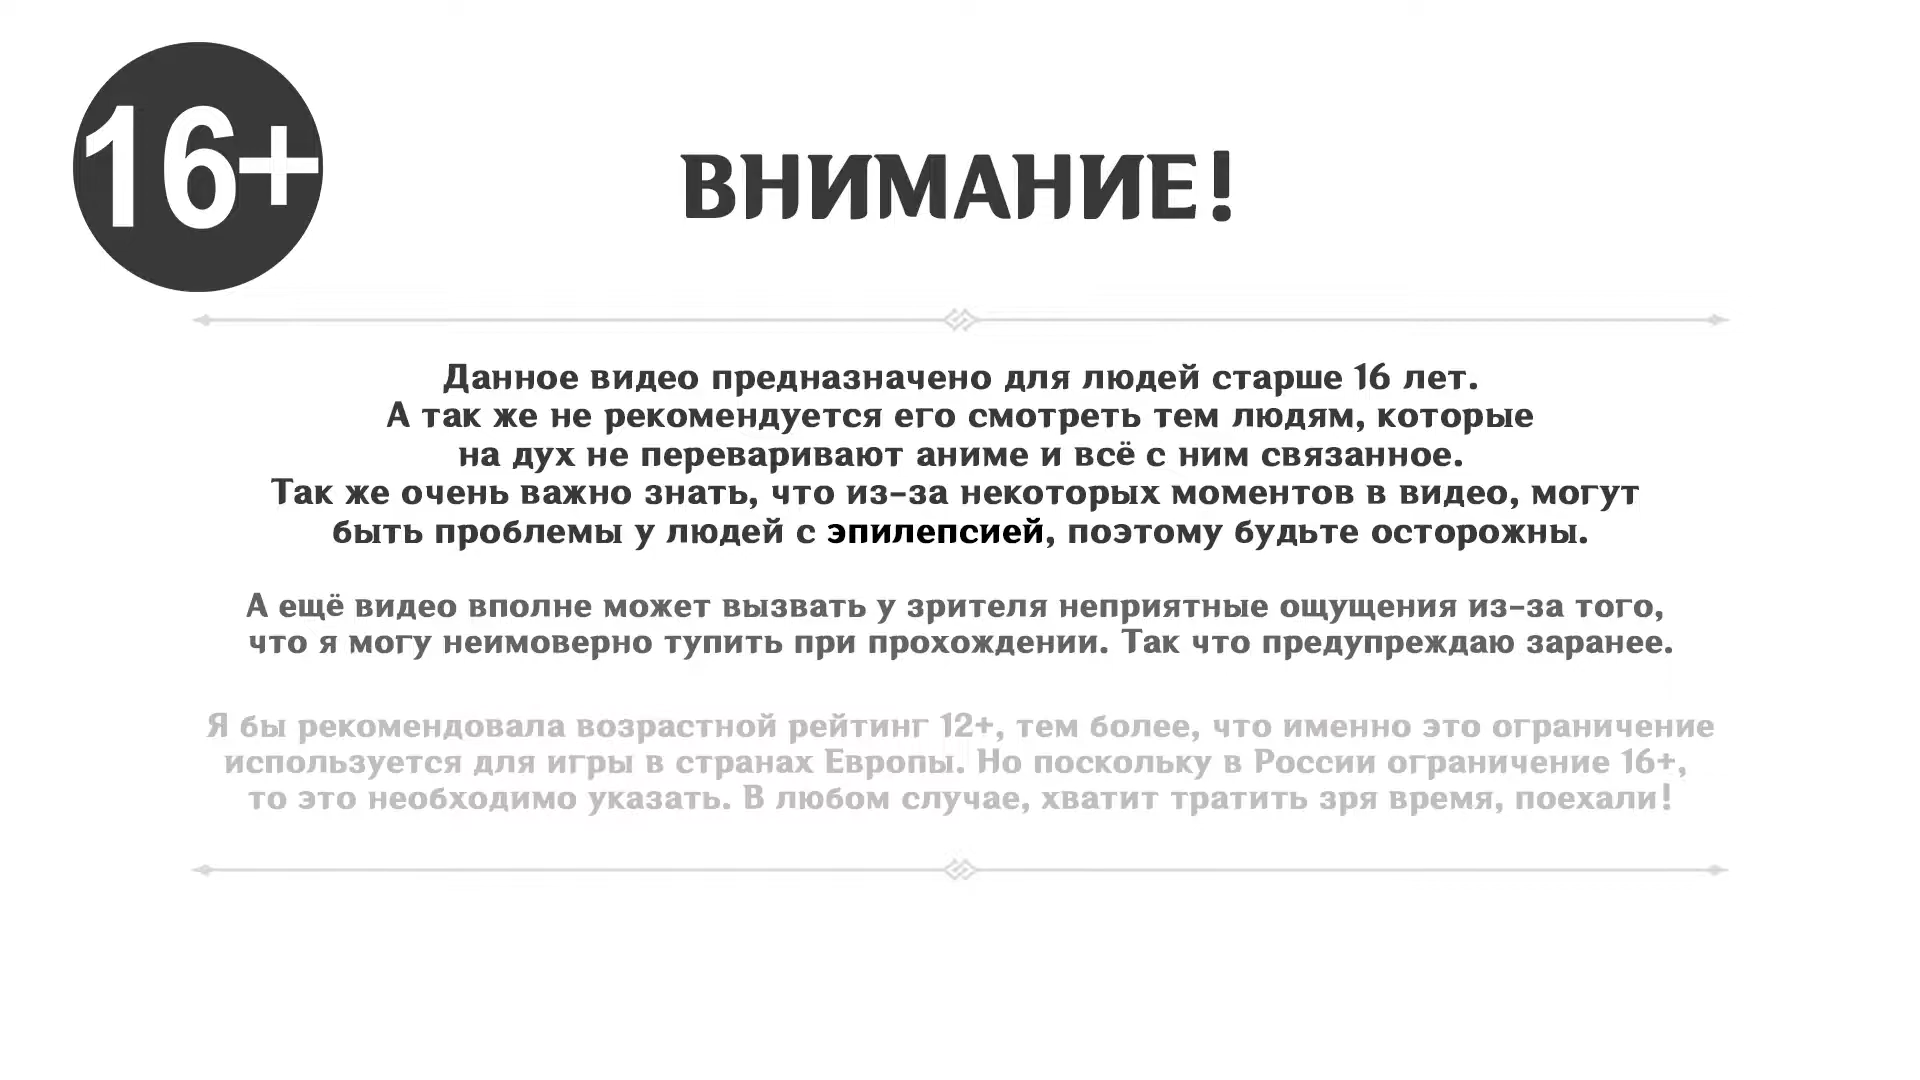 16+
ВНИМАНИЕ!
Данное видео предназначено для людей старше 16 лет.
А так же не рекомендуется его смотреть тем людям, которые
на дух не переваривают аниме и всё с ним связанное.
Так же очень важно знать, что из-за некоторых моментов в видео, могут
быть проблемы у людей с эпилепсией, поэтому будьте осторожны.
А ещё видео вполне может вызвать у зрителя неприятные ощущения из-за того,
что я могу неимоверно тупить при прохождении. Так что предупреждаю заранее.
Я бы рекомендовала возрастной рейтинг 12+, тем более, что именно это ограничение
используется для игры в странах Европы. Но поскольку в России ограничение 16+,
то это необходимо указать. В любом случае, хватит тратить зря время, поехали!